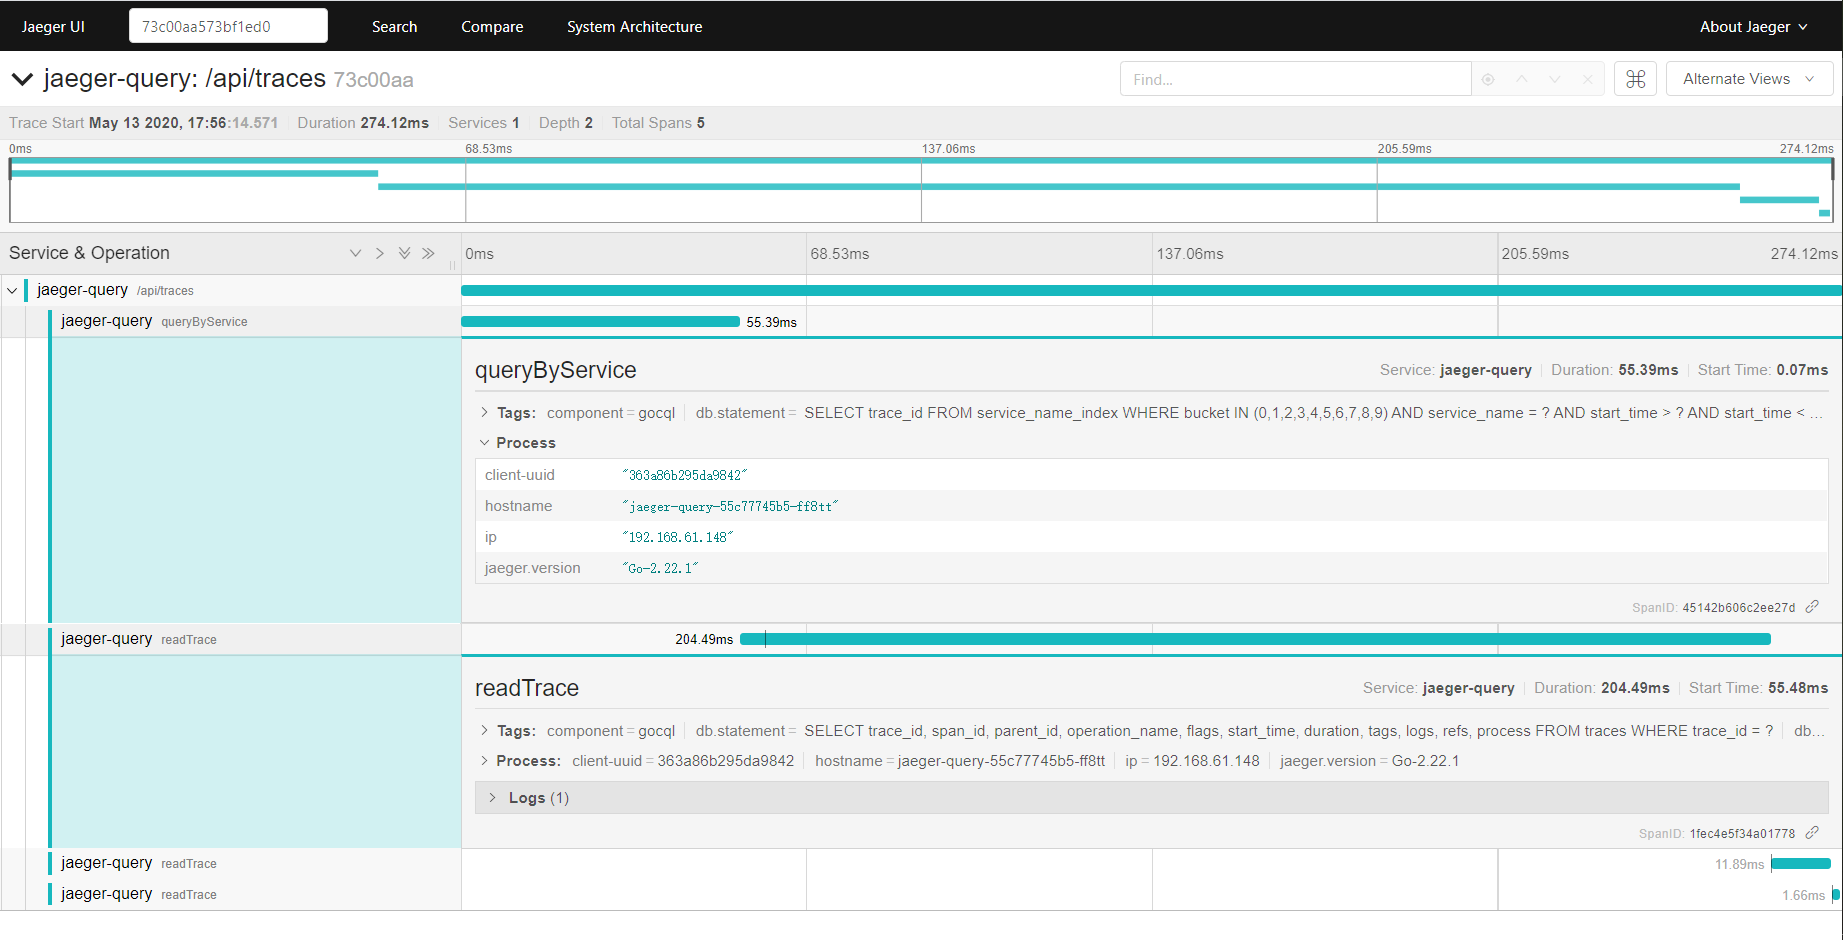 Jaeger UI 73c00aa573bf1ed0 Search Compare System Architecture About Jaeger
jaeger-query: /api/traces 73c00aa Find... Alternate Views
Trace Start May 13 2020, 17:56:14.571 Duration 274.12ms Services 1 Depth 2 Total Spans 5
0ms 68.53ms 137.06ms 205.59ms 274.12ms
Service & Operation 0ms 68.53ms 137.06ms 205.59ms 274.12ms
jaeger-query /api/traces
jaeger-query queryByService 55.39ms
queryByService Service: jaeger-query Duration: 55.39ms Start Time: 0.07ms
Tags: component = gocql db.statement = SELECT trace_id FROM service_name_index WHERE bucket IN (0,1,2,3,4,5,6,7,8,9) AND service_name = ? AND start_time > ? AND start_time < ...
Process
client-uuid "363a86b295da9842"
hostname "jaeger-query-55c77745b5-ff8tt"
ip "192.168.61.148"
jaeger.version "Go-2.22.1"
SpanID: 45142b606c2ee27d
jaeger-query readTrace 204.49ms
readTrace Service: jaeger-query Duration: 204.49ms Start Time: 55.48ms
Tags: component = gocql db.statement = SELECT trace_id, span_id, parent_id, operation_name, flags, start_time, duration, tags, logs, refs, process FROM traces WHERE trace_id = ? db...
Process: client-uuid = 363a86b295da9842 hostname = jaeger-query-55c77745b5-ff8tt ip = 192.168.61.148 jaeger.version = Go-2.22.1
Logs (1)
SpanID: 1fec4e5f34a01778
jaeger-query readTrace 11.89ms
jaeger-query readTrace 1.66ms